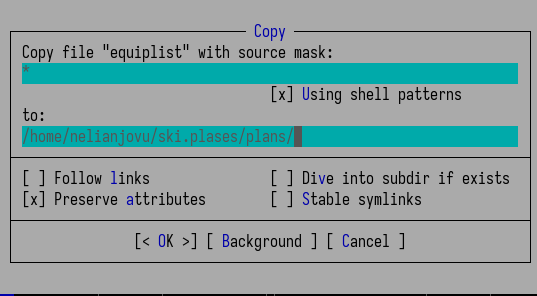 Copy
Copy file "equiplist" with source mask:
*
[x] Using shell patterns
to:
/home/nelianjovu/ski.plases/plans/
[ ] Follow links [ ] Dive into subdir if exists
[x] Preserve attributes [ ] Stable symlinks
[< OK >] [ Background ] [ Cancel ]